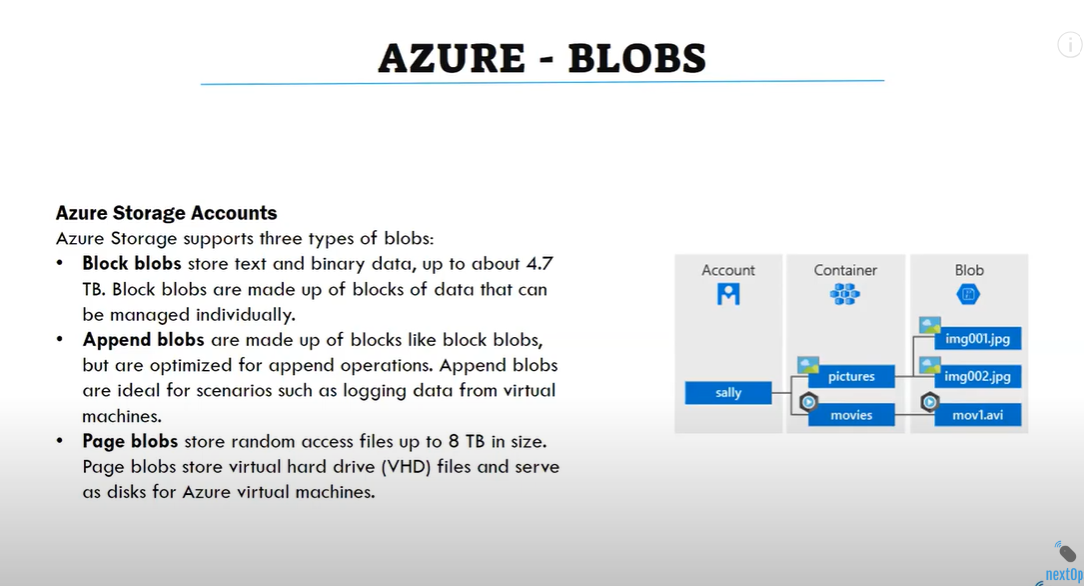 AZURE - BLOBS
Azure Storage Accounts
Azure Storage supports three types of blobs:
• Block blobs store text and binary data, up to about 4.7
TB. Block blobs are made up of blocks of data that can
be managed individually.
• Append blobs are made up of blocks like block blobs,
but are optimized for append operations. Append blobs
are ideal for scenarios such as logging data from virtual
machines.
• Page blobs store random access files up to 8 TB in size.
Page blobs store virtual hard drive (VHD) files and serve
as disks for Azure virtual machines.
Account
Container
Blob
sally
pictures
movies
img001.jpg
img002.jpg
mov1.avi
nextOp